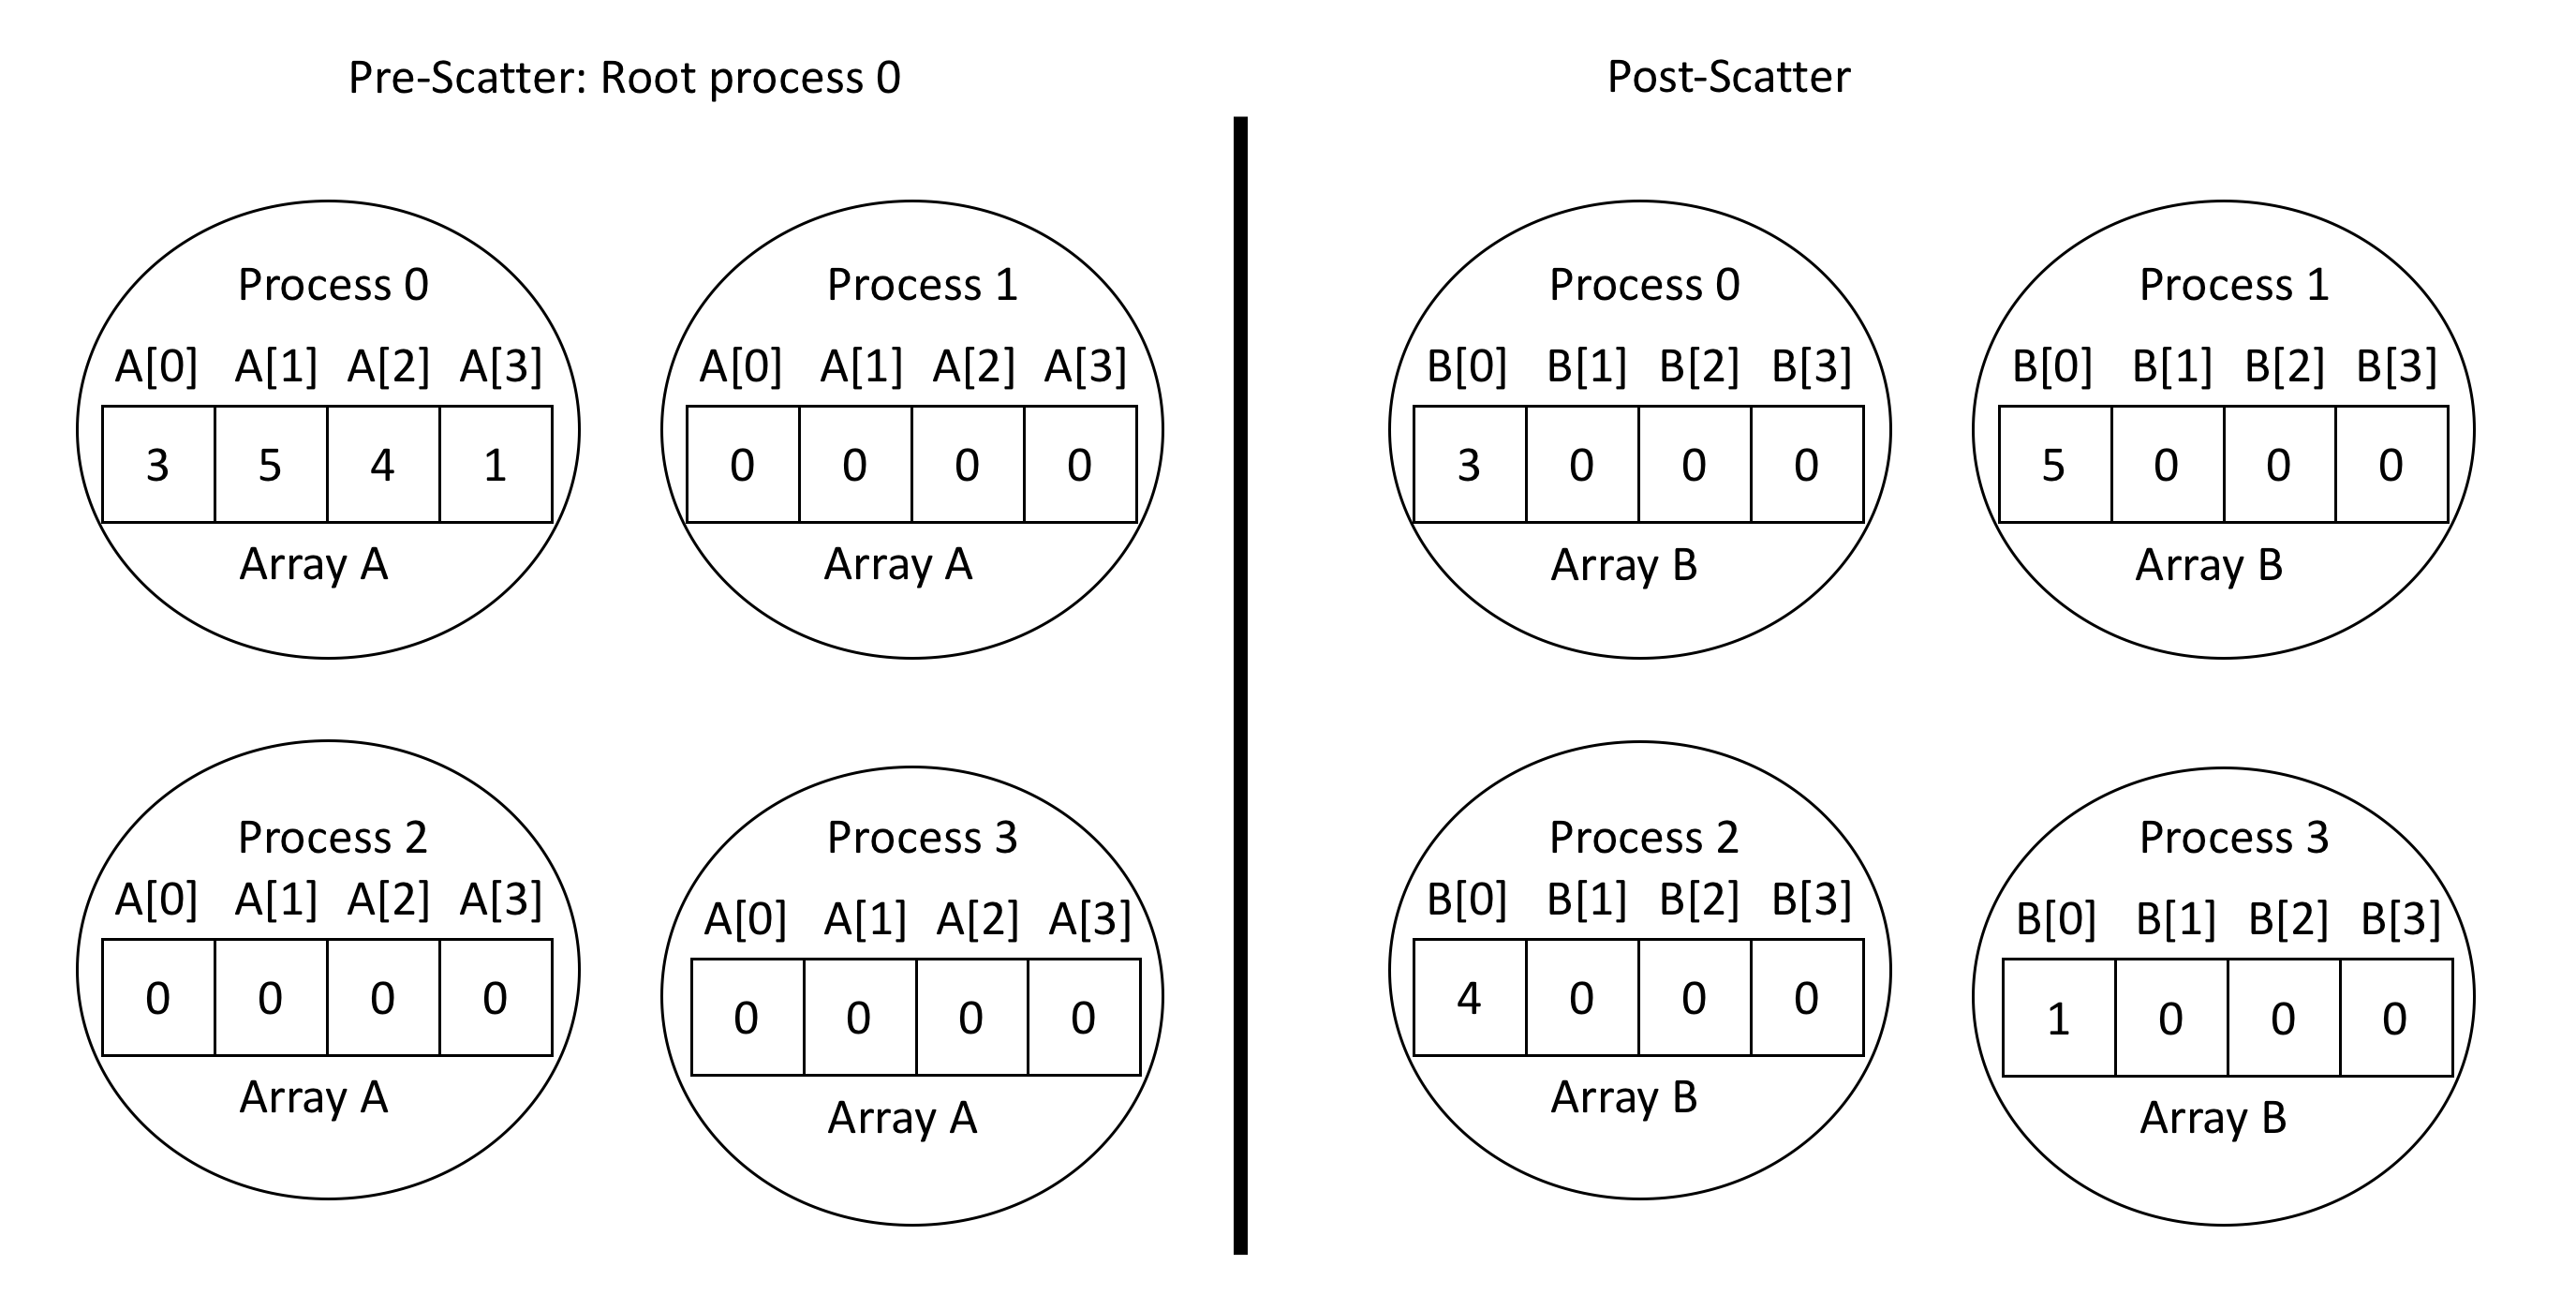 Pre-Scatter: Root process 0
Post-Scatter
Process 0
A[0] A[1] A[2] A[3]
3 5 4 1
Array A
Process 1
A[0] A[1] A[2] A[3]
0 0 0 0
Array A
Process 2
A[0] A[1] A[2] A[3]
0 0 0 0
Array A
Process 3
A[0] A[1] A[2] A[3]
0 0 0 0
Array A
Process 0
B[0] B[1] B[2] B[3]
3 0 0 0
Array B
Process 1
B[0] B[1] B[2] B[3]
5 0 0 0
Array B
Process 2
B[0] B[1] B[2] B[3]
4 0 0 0
Array B
Process 3
B[0] B[1] B[2] B[3]
1 0 0 0
Array B